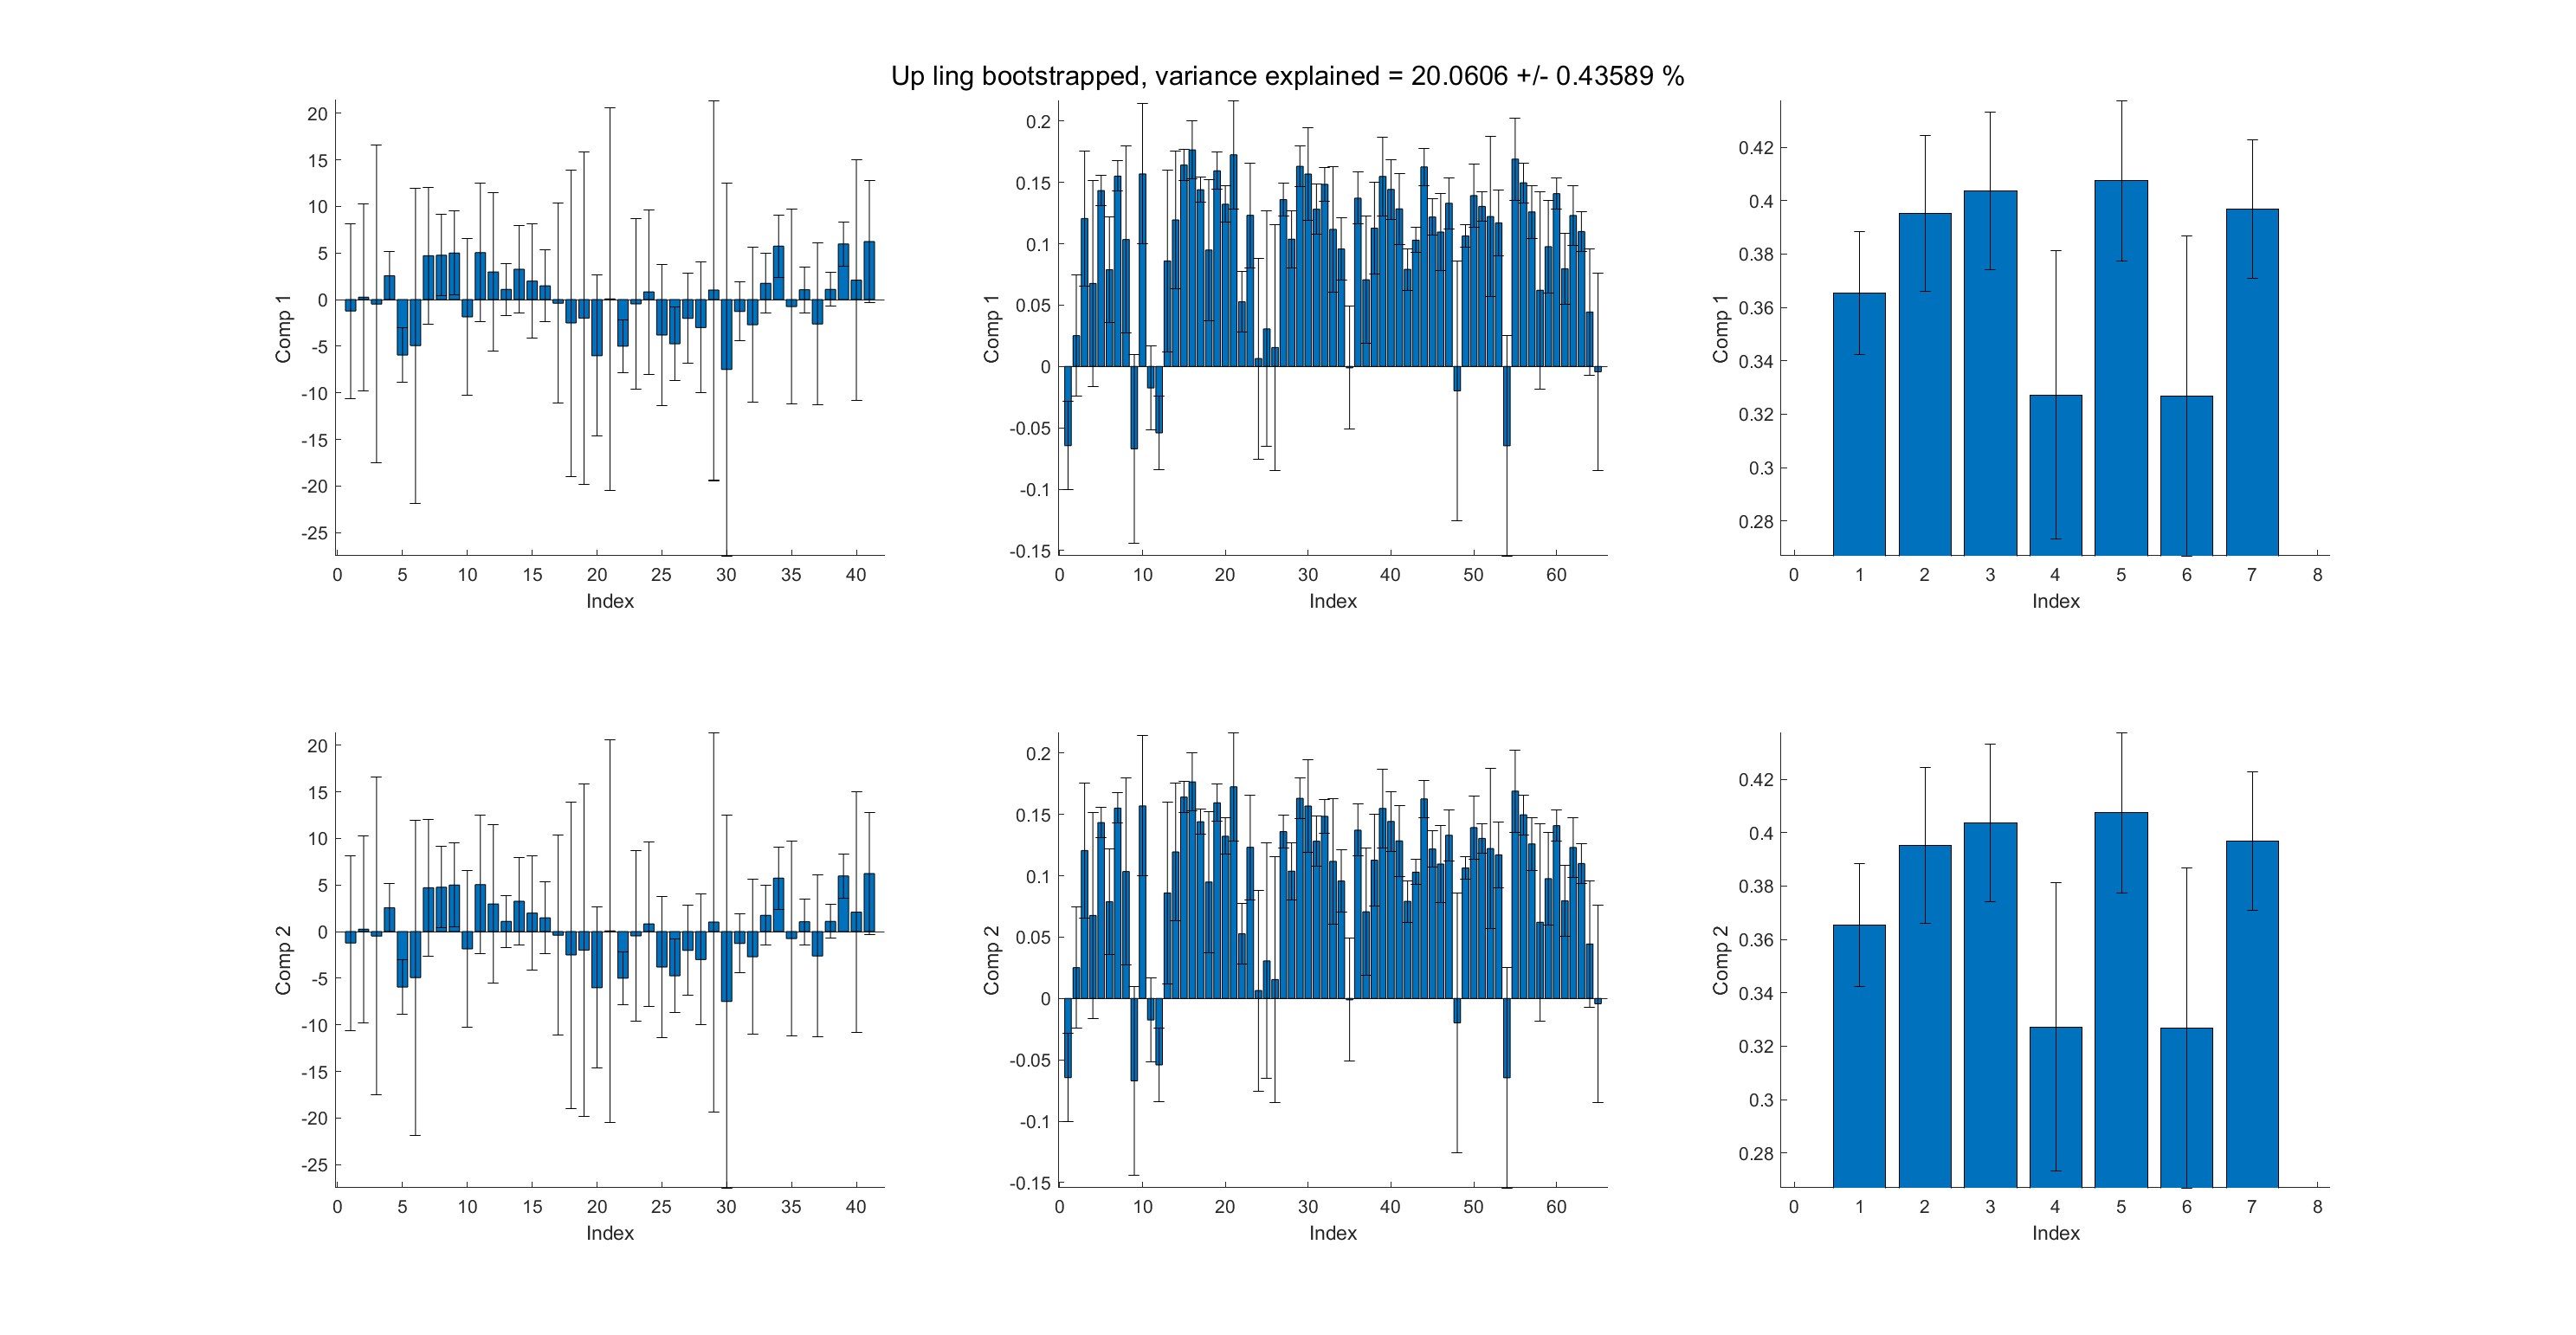 Up ling bootstrapped, variance explained = 20.0606 +/- 0.43589 %
20
15
10
5
0
-5
-10
-15
-20
-25
Comp 1
0 5 10 15 20 25 30 35 40
Index
0.2
0.15
0.1
0.05
0
-0.05
-0.1
-0.15
Comp 1
0 10 20 30 40 50 60
Index
0.42
0.4
0.38
0.36
0.34
0.32
0.3
0.28
Comp 1
0 1 2 3 4 5 6 7 8
Index
20
15
10
5
0
-5
-10
-15
-20
-25
Comp 2
0 5 10 15 20 25 30 35 40
Index
0.2
0.15
0.1
0.05
0
-0.05
-0.1
-0.15
Comp 2
0 10 20 30 40 50 60
Index
0.42
0.4
0.38
0.36
0.34
0.32
0.3
0.28
Comp 2
0 1 2 3 4 5 6 7 8
Index